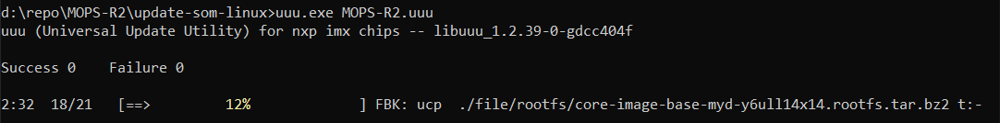 d:\repo\MOPS-R2\update-som-linux>uuu.exe MOPS-R2.uuu
uuu (Universal Update Utility) for nxp imx chips -- libuuu_1.2.39-0-gdcc404f
Success 0    Failure 0
2:32  18/21   [==>          12%              ] FBK: ucp  ./file/rootfs/core-image-base-myd-y6ull14x14.rootfs.tar.bz2 t:-